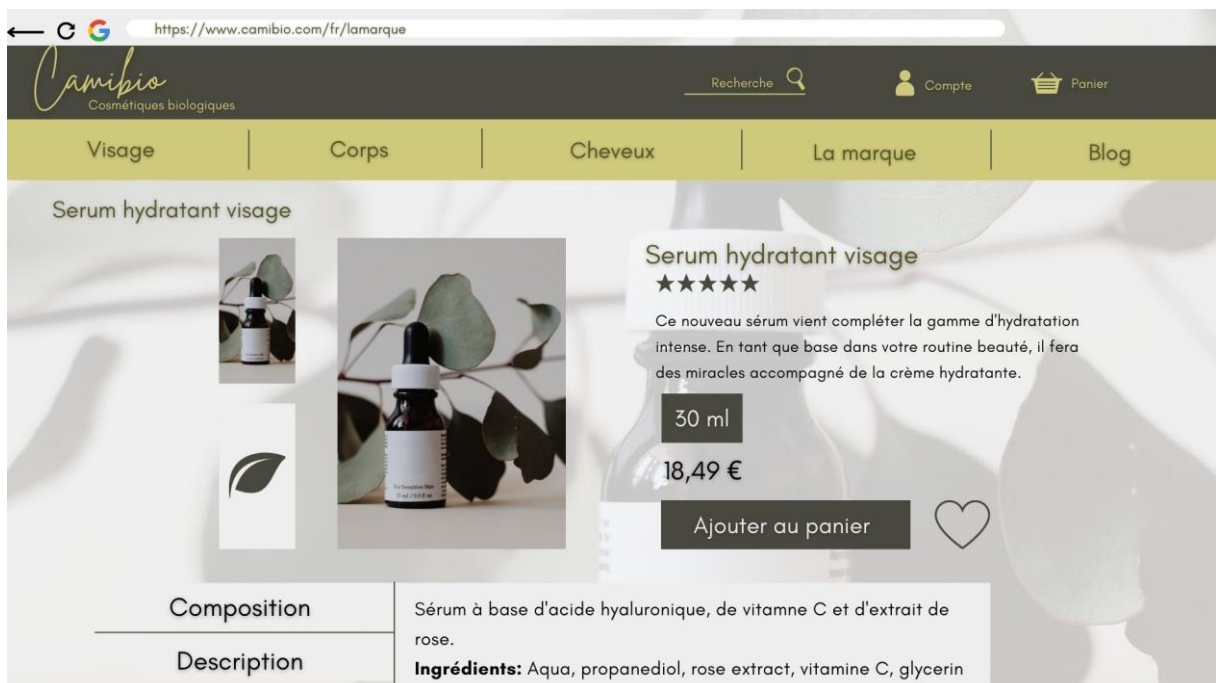 https://www.camibio.com/fr/lamarque
Camibio
Cosmétiques biologiques
Recherche
Compte
Panier
Visage
Corps
Cheveux
La marque
Blog
Serum hydratant visage
Serum hydratant visage
Ce nouveau sérum vient compléter la gamme d'hydratation
intense. En tant que base dans votre routine beauté, il fera
des miracles accompagné de la crème hydratante.
30 ml
18,49 €
Ajouter au panier
For Sensitive Skin
Composition
Sérum à base d'acide hyaluronique, de vitamne C et d'extrait de
rose.
Description
Ingrédients: Aqua, propanediol, rose extract, vitamine C, glycerin